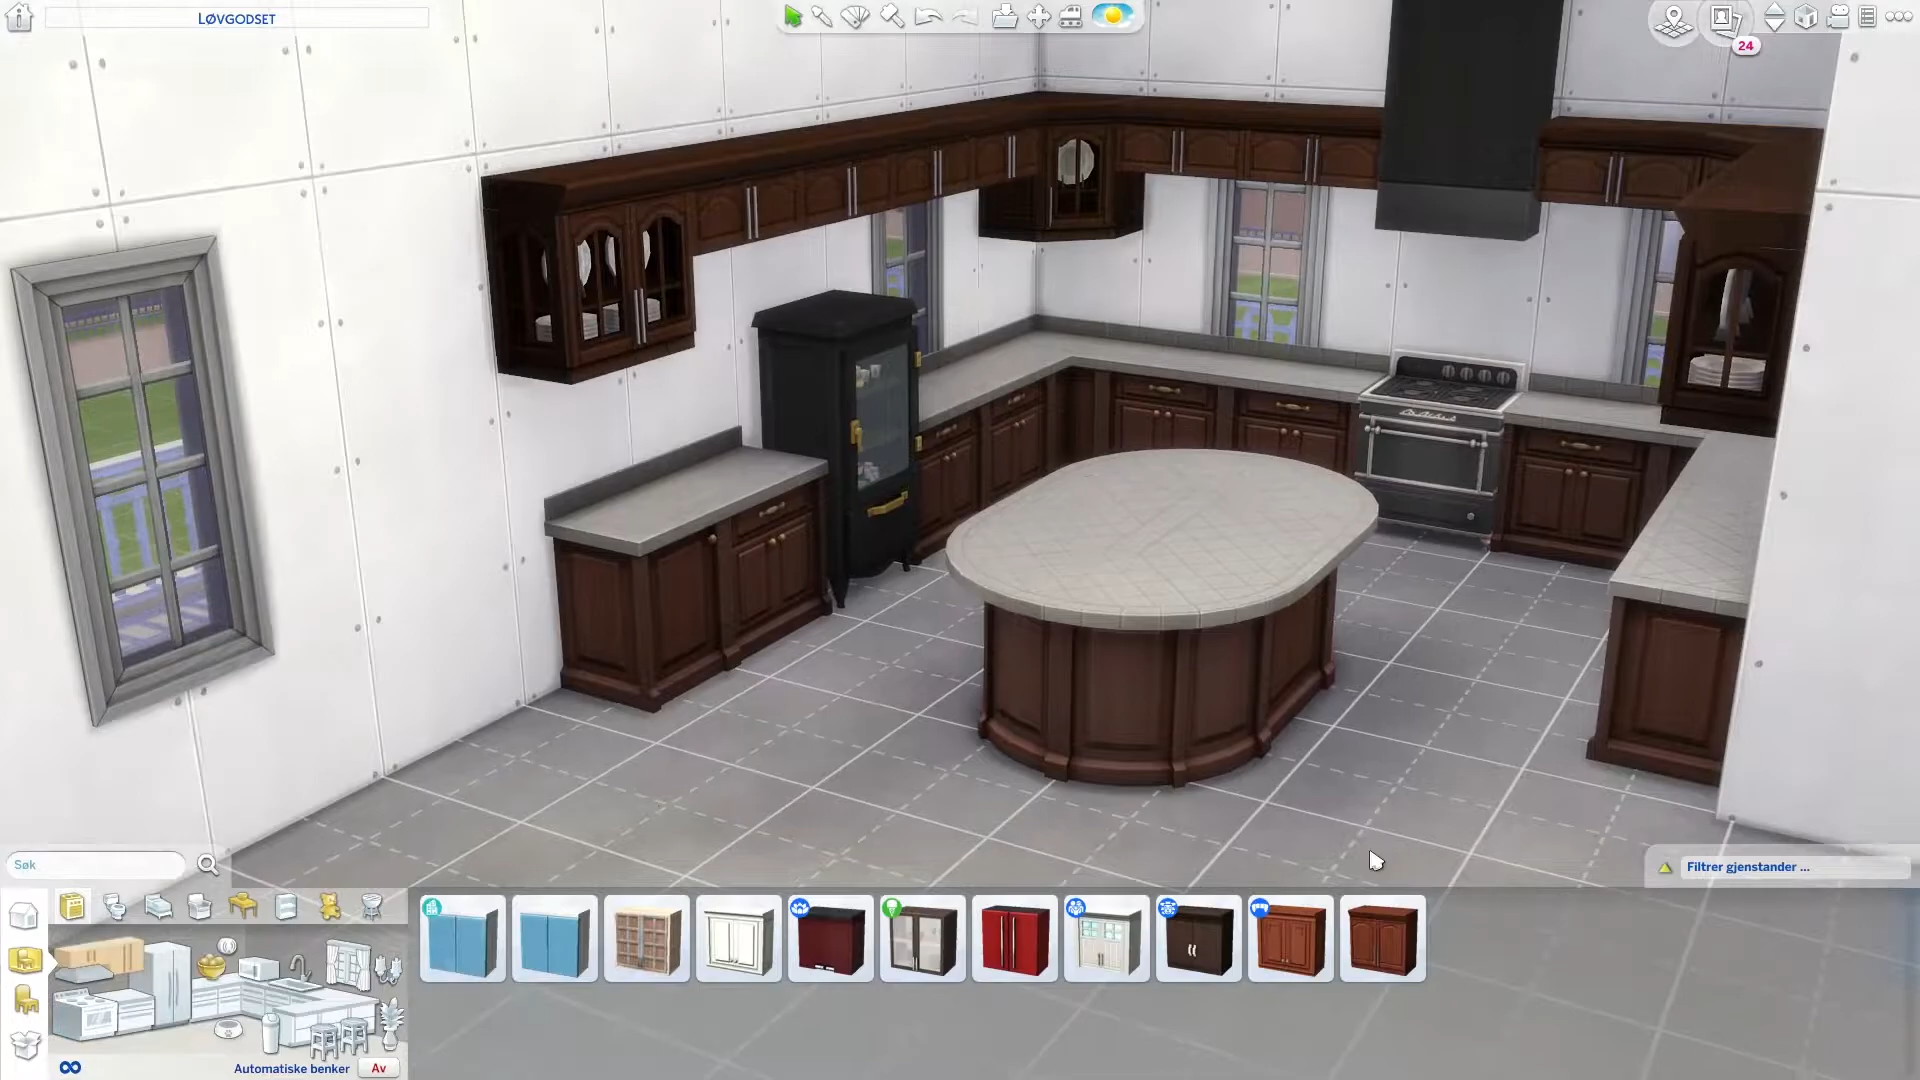 LØVGODSET
24
Søk
Filtrer gjenstander ...
Automatiske benker
Av